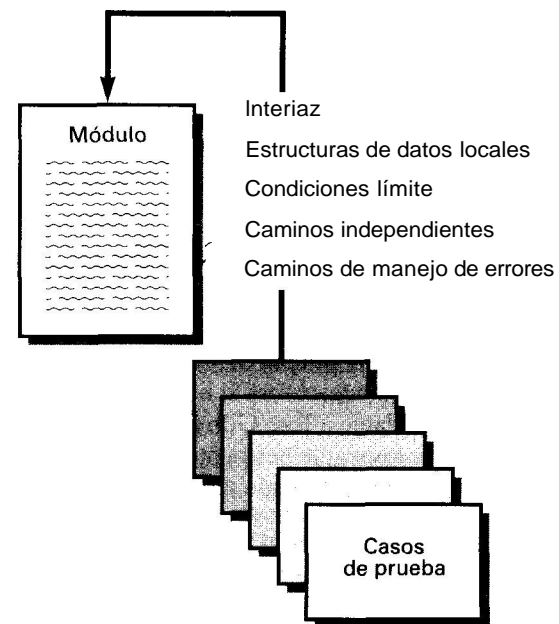 Módulo
Interiaz
Estructuras de datos locales
Condiciones límite
Caminos independientes
Caminos de manejo de errores
Casos
de prueba